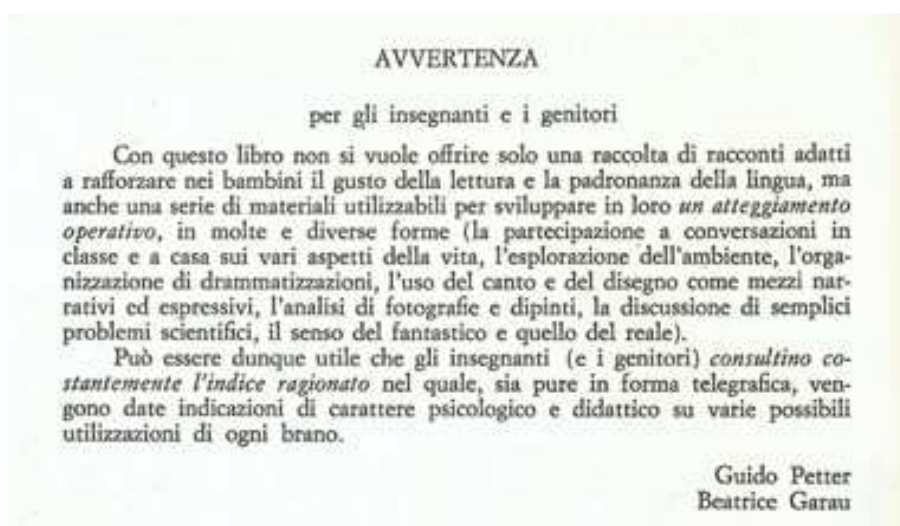 AVVERTENZA
per gli insegnanti e i genitori
Con questo libro non si vuole offrire solo una raccolta di racconti adatti
a rafforzare nei bambini il gusto della lettura e la padronanza della lingua, ma
anche una serie di materiali utilizzabili per sviluppare in loro un atteggiamento
operativo, in molte e diverse forme (la partecipazione a conversazioni in
classe e a casa sui vari aspetti della vita, l'esplorazione dell'ambiente, l'orga-
nizzazione di drammatizzazioni, l'uso del canto e del disegno come mezzi nar-
rativi ed espressivi, l'analisi di fotografie e dipinti, la discussione di semplici
problemi scientifici, il senso del fantastico e quello del reale).
Può essere dunque utile che gli insegnanti (e i genitori) consultino co-
stantemente l'indice ragionato nel quale, sia pure in forma telegrafica, ven-
gono date indicazioni di carattere psicologico e didattico su varie possibili
utilizzazioni di ogni brano.
Guido Petter
Beatrice Garau